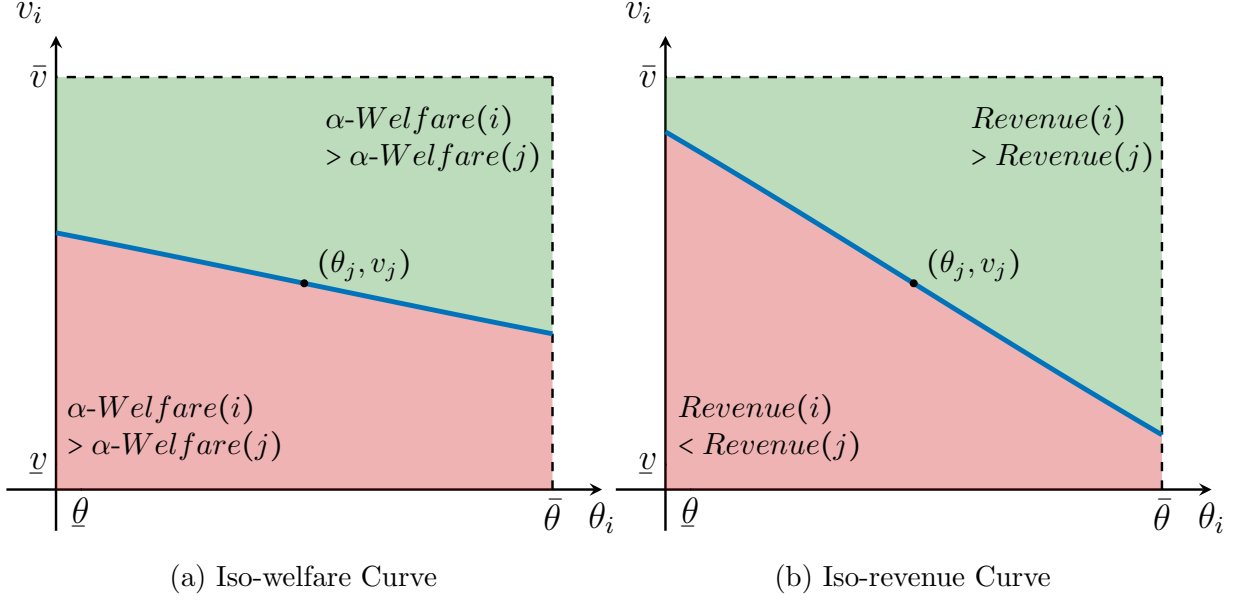 v_i
v̄
α-Welfare(i)
> α-Welfare(j)
(θ_j, v_j)
α-Welfare(i)
> α-Welfare(j)
v̲
θ̲
θ̄
θ_i
(a) Iso-welfare Curve
v_i
v̄
Revenue(i)
> Revenue(j)
(θ_j, v_j)
Revenue(i)
< Revenue(j)
v̲
θ̲
θ̄
θ_i
(b) Iso-revenue Curve